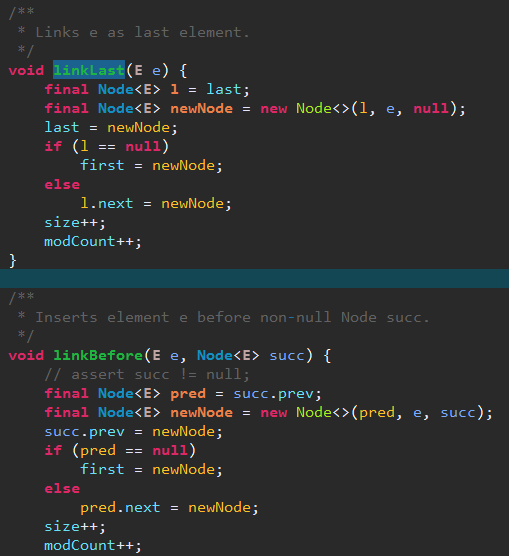 /**
 * Links e as last element.
 */
void linkLast(E e) {
    final Node<E> l = last;
    final Node<E> newNode = new Node<>(l, e, null);
    last = newNode;
    if (l == null)
        first = newNode;
    else
        l.next = newNode;
    size++;
    modCount++;
}
/**
 * Inserts element e before non-null Node succ.
 */
void linkBefore(E e, Node<E> succ) {
    // assert succ != null;
    final Node<E> pred = succ.prev;
    final Node<E> newNode = new Node<>(pred, e, succ);
    succ.prev = newNode;
    if (pred == null)
        first = newNode;
    else
        pred.next = newNode;
    size++;
    modCount++;